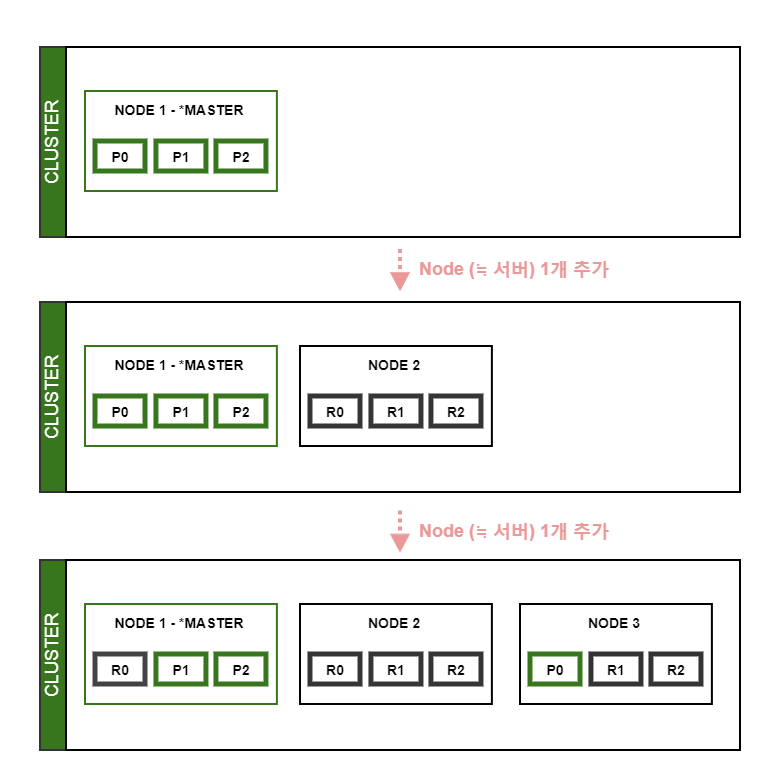 CLUSTER
NODE 1 - *MASTER
P0 P1 P2
Node (≒ 서버) 1개 추가
CLUSTER
NODE 1 - *MASTER
P0 P1 P2
NODE 2
R0 R1 R2
Node (≒ 서버) 1개 추가
CLUSTER
NODE 1 - *MASTER
R0 P1 P2
NODE 2
R0 R1 R2
NODE 3
P0 R1 R2